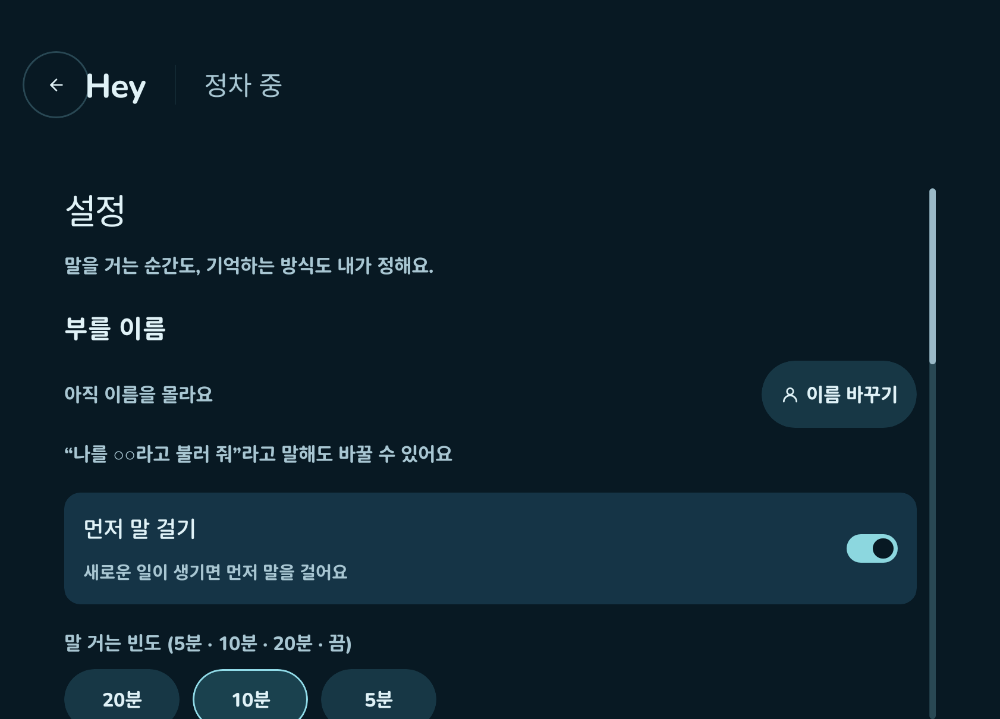 Hey
정차 중
설정
말을 거는 순간도, 기억하는 방식도 내가 정해요.
부를 이름
아직 이름을 몰라요
이름 바꾸기
“나를 ○○라고 불러 줘”라고 말해도 바꿀 수 있어요
먼저 말 걸기
새로운 일이 생기면 먼저 말을 걸어요
말 거는 빈도 (5분 · 10분 · 20분 · 끔)
20분
10분
5분